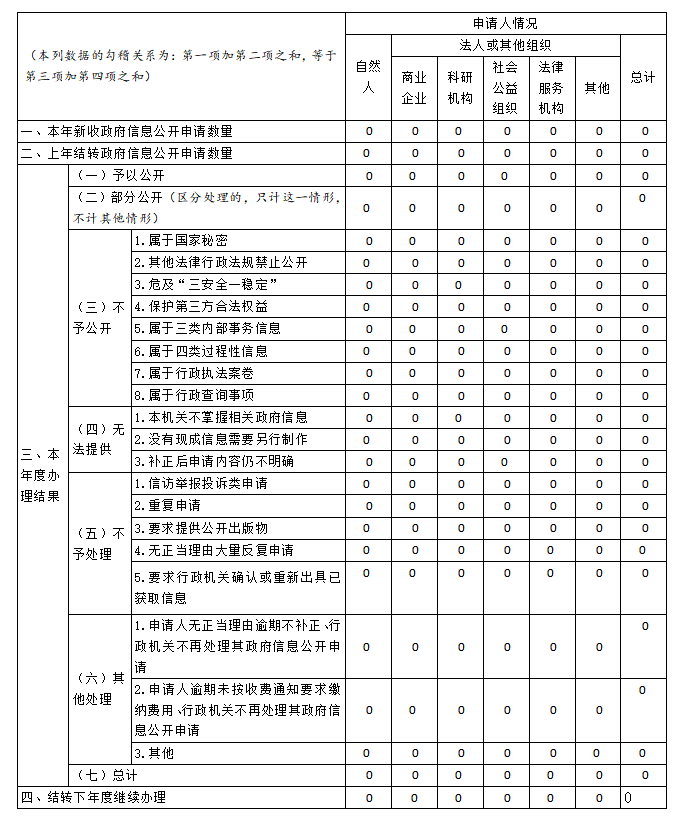 申请人情况
（本列数据的勾稽关系为：第一项加第二项之和，等于
第三项加第四项之和）
自然
人
法人或其他组织
总计
商业
企业
科研
机构
社会
公益
组织
法律
服务
机构
其他
一、本年新收政府信息公开申请数量 0 0 0 0 0 0 0
二、上年结转政府信息公开申请数量 0 0 0 0 0 0 0
三、本
年度办
理结果
（一）予以公开 0 0 0 0 0 0 0
（二）部分公开（区分处理的，只计这一情形，
不计其他情形） 0 0 0 0 0 0 0
（三）不
予公开
1.属于国家秘密 0 0 0 0 0 0 0
2.其他法律行政法规禁止公开 0 0 0 0 0 0 0
3.危及“三安全一稳定” 0 0 0 0 0 0 0
4.保护第三方合法权益 0 0 0 0 0 0 0
5.属于三类内部事务信息 0 0 0 0 0 0 0
6.属于四类过程性信息 0 0 0 0 0 0 0
7.属于行政执法案卷 0 0 0 0 0 0 0
8.属于行政查询事项 0 0 0 0 0 0 0
（四）无
法提供
1.本机关不掌握相关政府信息 0 0 0 0 0 0 0
2.没有现成信息需要另行制作 0 0 0 0 0 0 0
3.补正后申请内容仍不明确 0 0 0 0 0 0 0
（五）不
予处理
1.信访举报投诉类申请 0 0 0 0 0 0 0
2.重复申请 0 0 0 0 0 0 0
3.要求提供公开出版物 0 0 0 0 0 0 0
4.无正当理由大量反复申请 0 0 0 0 0 0 0
5.要求行政机关确认或重新出具已
获取信息 0 0 0 0 0 0 0
（六）其
他处理
1.申请人无正当理由逾期不补正、行
政机关不再处理其政府信息公开申
请 0 0 0 0 0 0 0
2.申请人逾期未按收费通知要求缴
纳费用、行政机关不再处理其政府信
息公开申请 0 0 0 0 0 0 0
3.其他 0 0 0 0 0 0 0
（七）总计 0 0 0 0 0 0 0
四、结转下年度继续办理 0 0 0 0 0 0 0